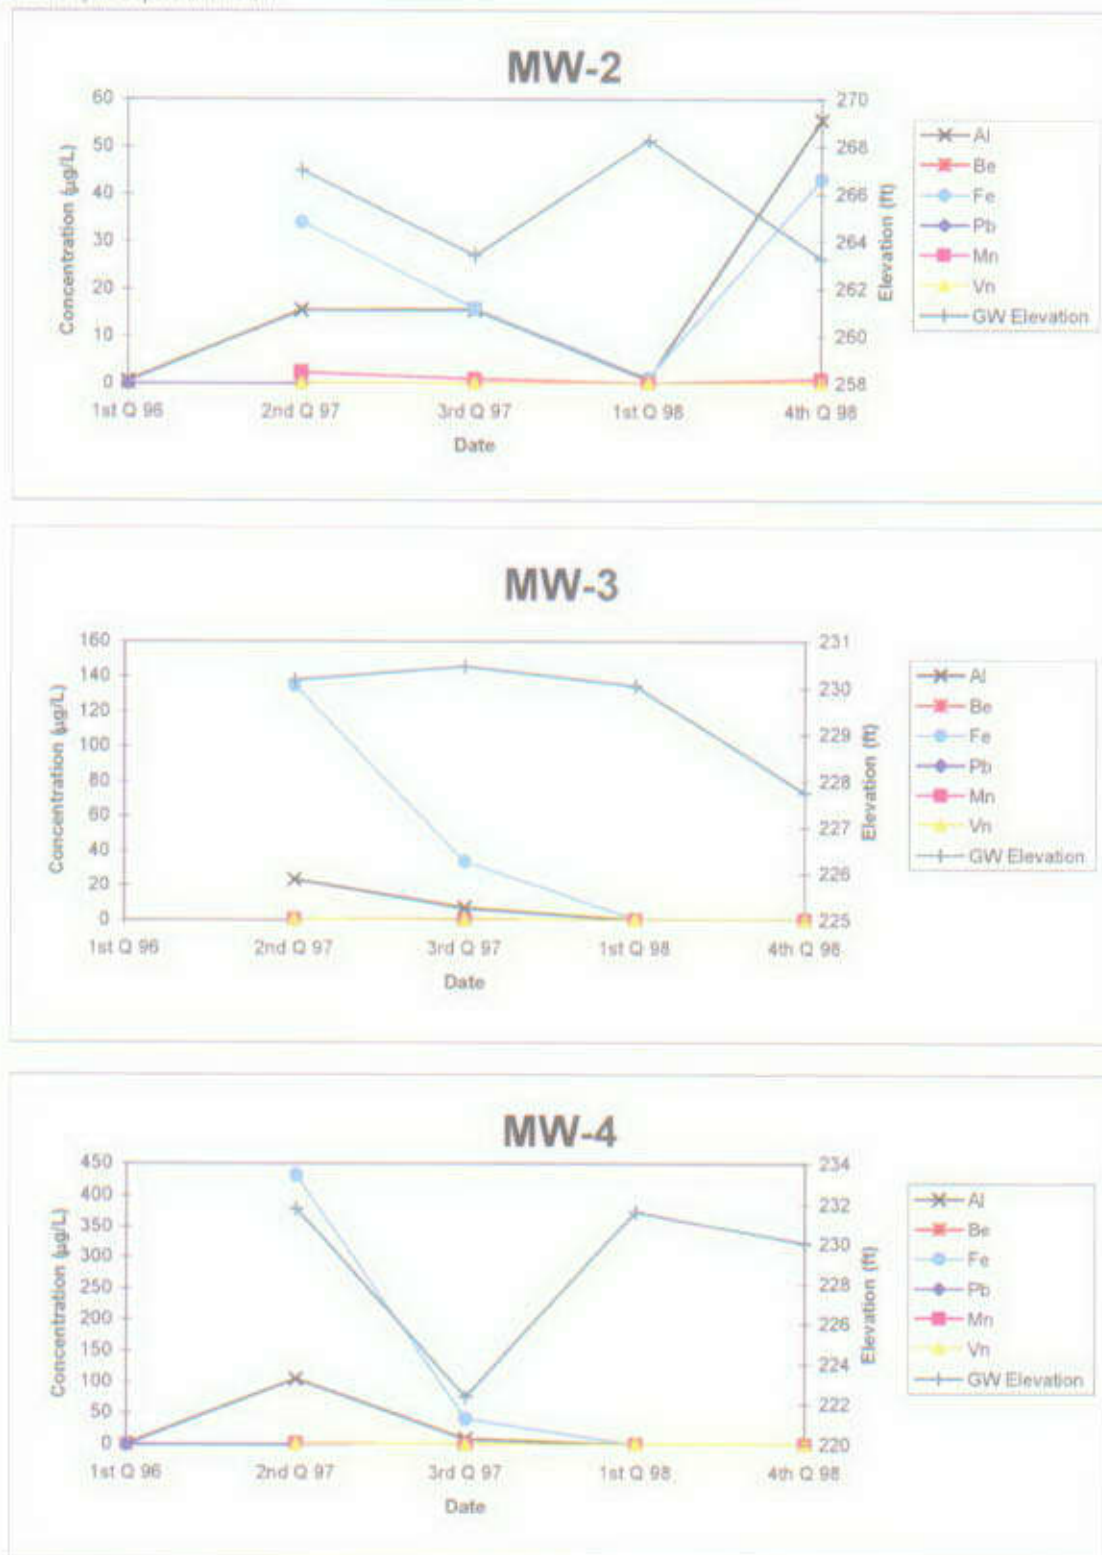 MW-2
60
50
40
30
20
10
0
Concentration (µg/L)
270
268
266
264
262
260
258
Elevation (ft)
1st Q 96
2nd Q 97
3rd Q 97
1st Q 98
4th Q 98
Date
Al
Be
Fe
Pb
Mn
Vn
GW Elevation
MW-3
160
140
120
100
80
60
40
20
0
Concentration (µg/L)
231
230
229
228
227
226
225
Elevation (ft)
1st Q 96
2nd Q 97
3rd Q 97
1st Q 98
4th Q 98
Date
Al
Be
Fe
Pb
Mn
Vn
GW Elevation
MW-4
450
400
350
300
250
200
150
100
50
0
Concentration (µg/L)
234
232
230
228
226
224
222
220
Elevation (ft)
1st Q 96
2nd Q 97
3rd Q 97
1st Q 98
4th Q 98
Date
Al
Be
Fe
Pb
Mn
Vn
GW Elevation